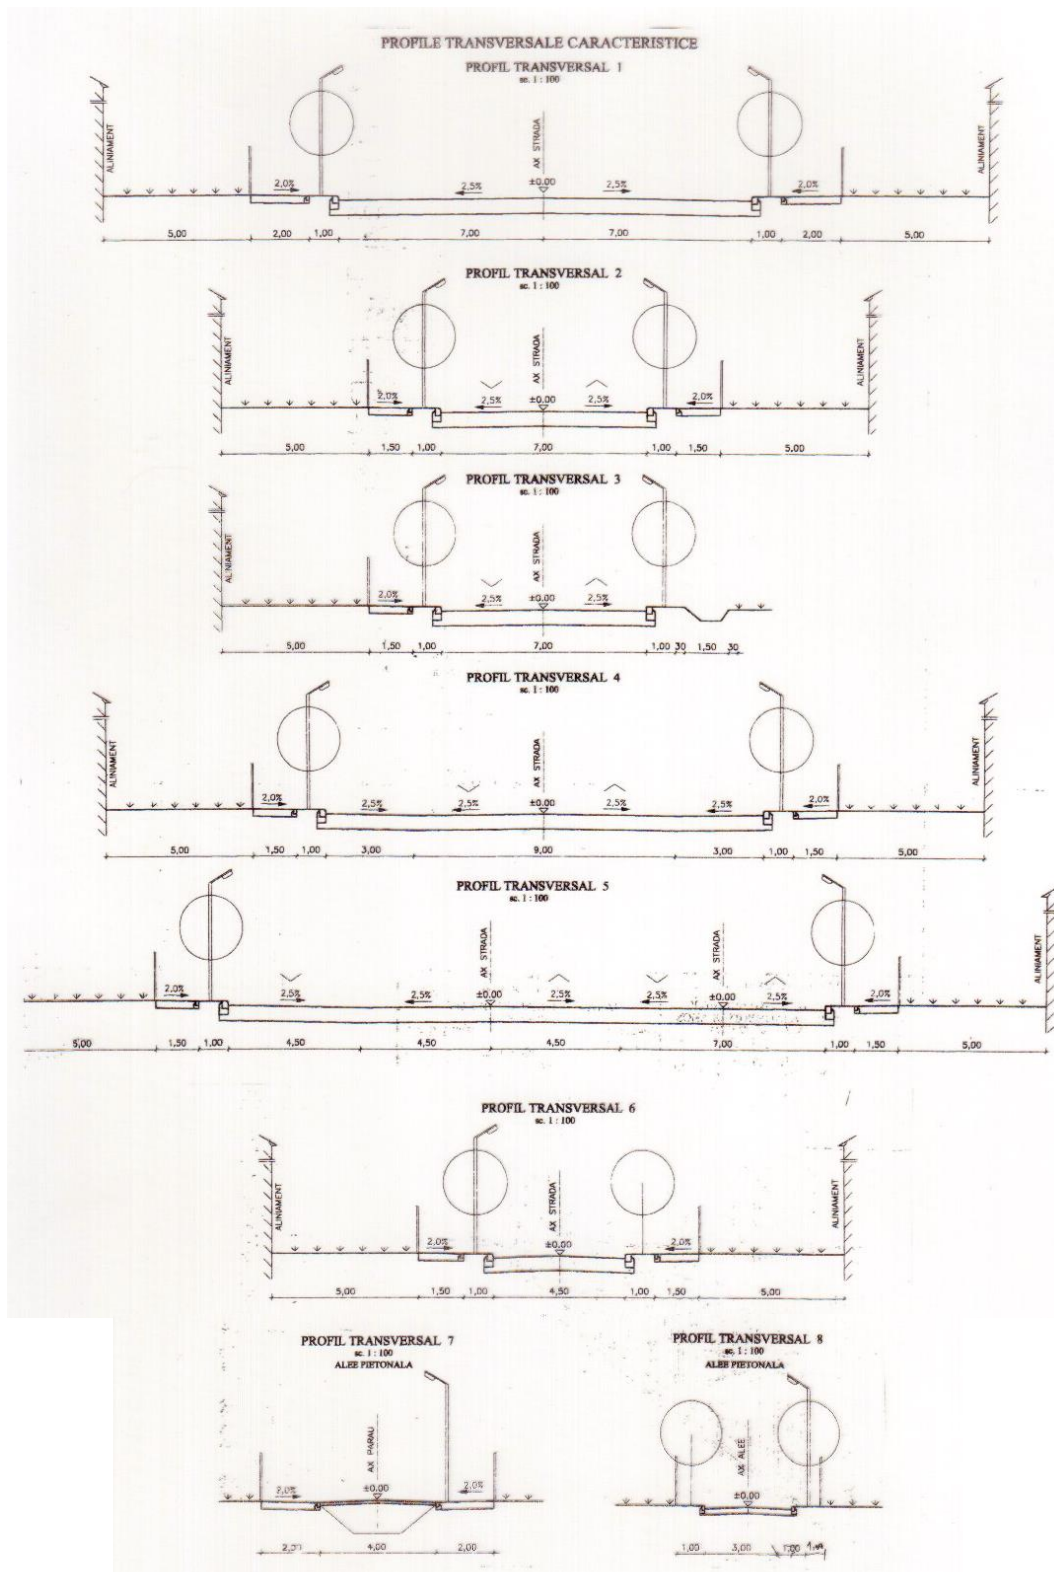 PROFILE TRANSVERSALE CARACTERISTICE
PROFIL TRANSVERSAL 1
sc. 1 : 100
ALINIAMENT
AX STRADA
ALINIAMENT
2,0% 2,5% ±0.00 2,5% 2,0%
5,00 2,00 1,00 7,00 7,00 1,00 2,00 5,00
PROFIL TRANSVERSAL 2
sc. 1 : 100
ALINIAMENT
AX STRADA
ALINIAMENT
2,0% 2,5% ±0.00 2,5% 2,0%
5,00 1,50 1,00 7,00 1,00 1,50 5,00
PROFIL TRANSVERSAL 3
sc. 1 : 100
ALINIAMENT
AX STRADA
2,0% 2,5% ±0.00 2,5%
5,00 1,50 1,00 7,00 1,00 30 1,50 30
PROFIL TRANSVERSAL 4
sc. 1 : 100
ALINIAMENT
AX STRADA
ALINIAMENT
2,0% 2,5% 2,5% ±0.00 2,5% 2,5% 2,0%
5,00 1,50 1,00 3,00 9,00 3,00 1,00 1,50 5,00
PROFIL TRANSVERSAL 5
sc. 1 : 100
AX STRADA
AX STRADA
ALINIAMENT
2,0% 2,5% 2,5% ±0.00 2,5% 2,5% ±0.00 2,5% 2,0%
5,00 1,50 1,00 4,50 4,50 4,50 7,00 1,00 1,50 5,00
PROFIL TRANSVERSAL 6
sc. 1 : 100
ALINIAMENT
AX STRADA
ALINIAMENT
2,0% ±0.00 2,0%
5,00 1,50 1,00 4,50 1,00 1,50 5,00
PROFIL TRANSVERSAL 7
sc. 1 : 100
ALEE PIETONALA
AX PARAU
2,0% ±0.00 2,0%
4,00 2,00
PROFIL TRANSVERSAL 8
sc. 1 : 100
ALEE PIETONALA
AX ALEE
±0.00
1,00 3,00 1,00